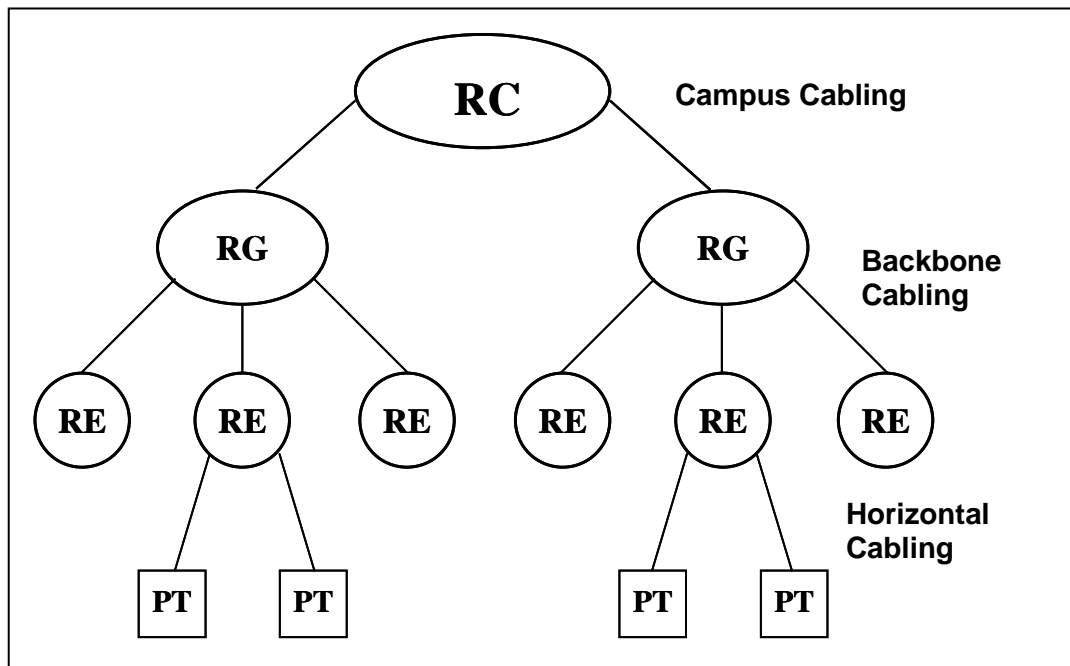 RC
Campus Cabling
RG
RG
Backbone
Cabling
RE
RE
RE
RE
RE
RE
Horizontal
Cabling
PT
PT
PT
PT